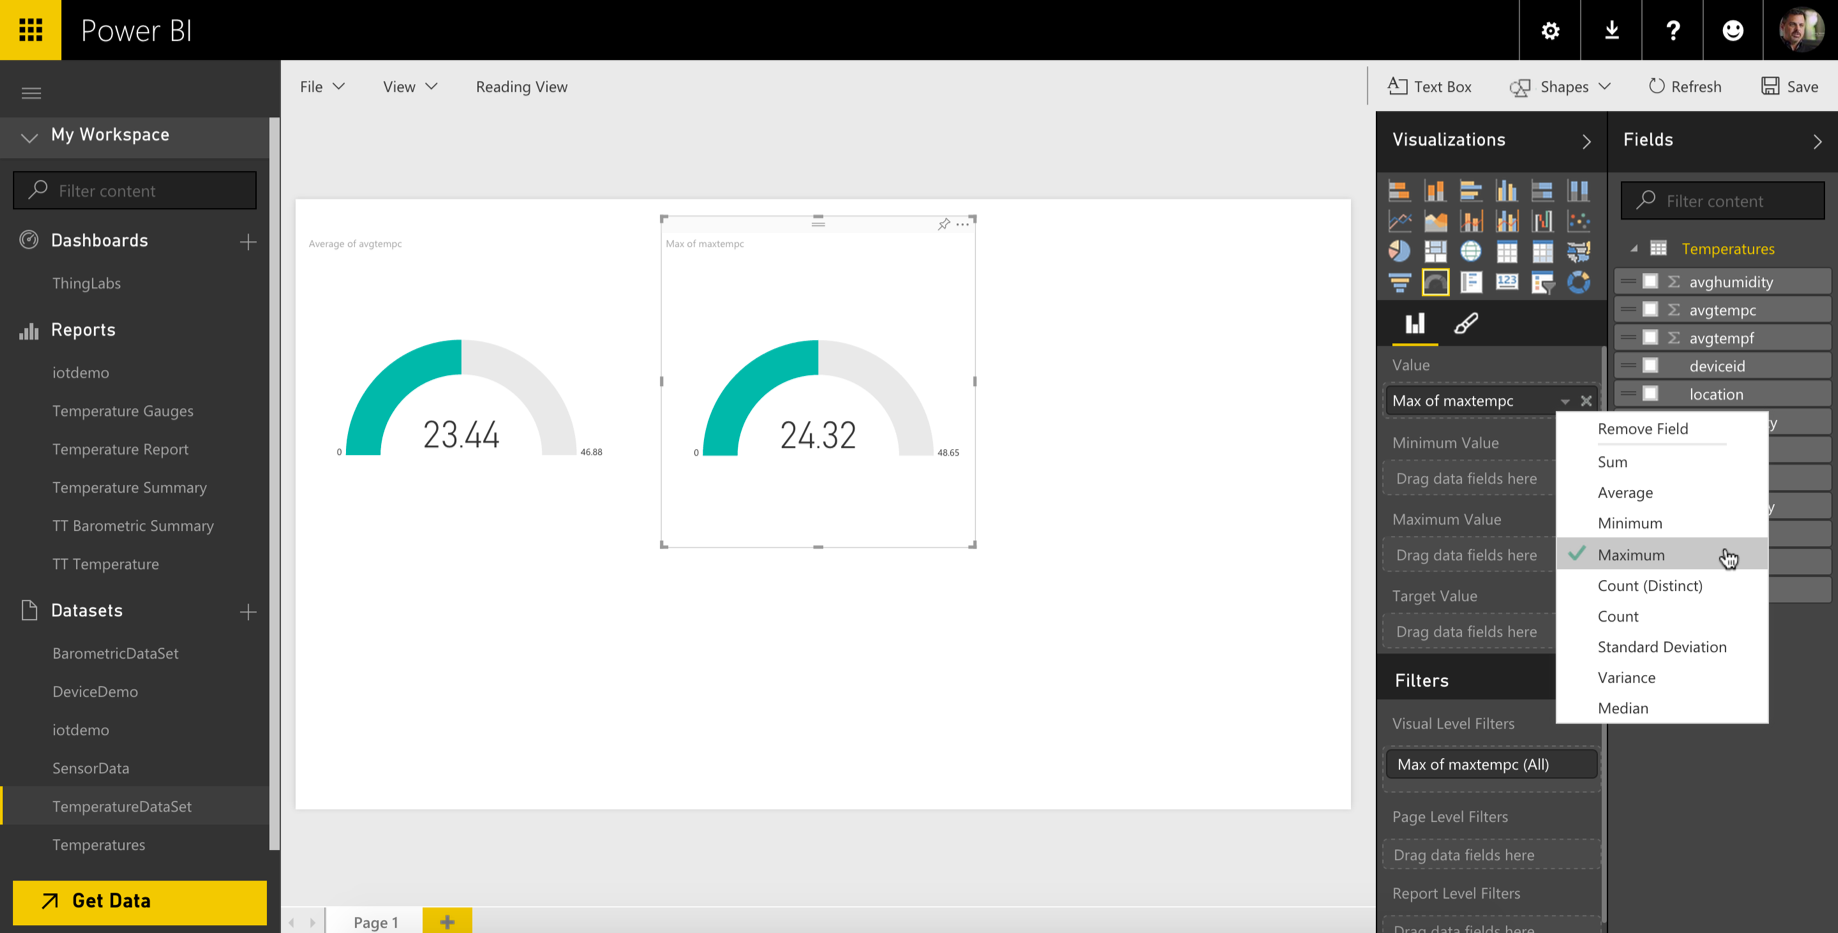 Power BI
File
View
Reading View
Text Box
Shapes
Refresh
Save
My Workspace
Filter content
Dashboards
ThingLabs
Reports
iotdemo
Temperature Gauges
Temperature Report
Temperature Summary
TT Barometric Summary
TT Temperature
Datasets
BarometricDataSet
DeviceDemo
iotdemo
SensorData
TemperatureDataSet
Temperatures
Get Data
Average of avgtempc
23.44
0
46.88
Max of maxtempc
24.32
0
48.65
Page 1
Visualizations
123
Value
Max of maxtempc
Minimum Value
Drag data fields here
Maximum Value
Drag data fields here
Target Value
Drag data fields here
Filters
Visual Level Filters
Max of maxtempc (All)
Page Level Filters
Drag data fields here
Report Level Filters
Drag data fields here
Remove Field
Sum
Average
Minimum
Maximum
Count (Distinct)
Count
Standard Deviation
Variance
Median
Fields
Filter content
Temperatures
avghumidity
avgtempc
avgtempf
deviceid
location